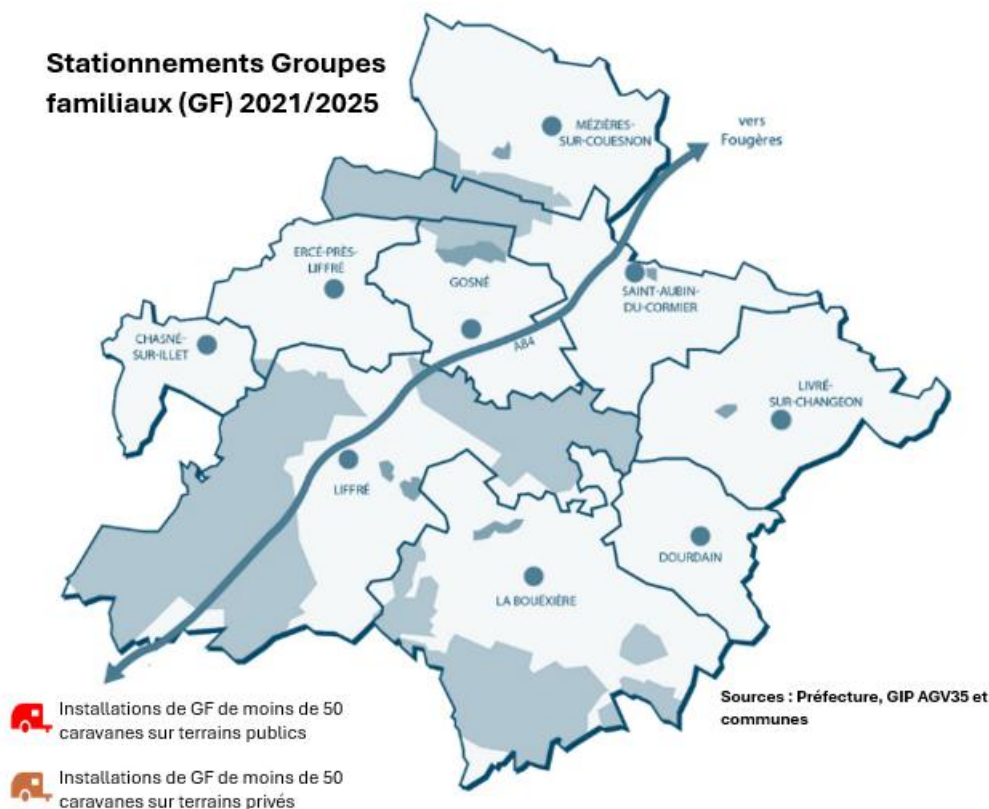 Stationnements Groupes
familiaux (GF) 2021/2025
MÉZIÈRES-
SUR-COUESNON
vers
Fougères
ERCÉ-PRÈS-
LIFFRÉ
GOSNÉ
SAINT-AUBIN-
DU-CORMIER
CHASNÉ-
SUR-ILLET
A84
LIVRÉ-
SUR-CHANGEON
LIFFRÉ
DOURDAIN
LA BOUËXIÈRE
Sources : Préfecture, GIP AGV35 et
communes
Installations de GF de moins de 50
caravanes sur terrains publics
Installations de GF de moins de 50
caravanes sur terrains privés